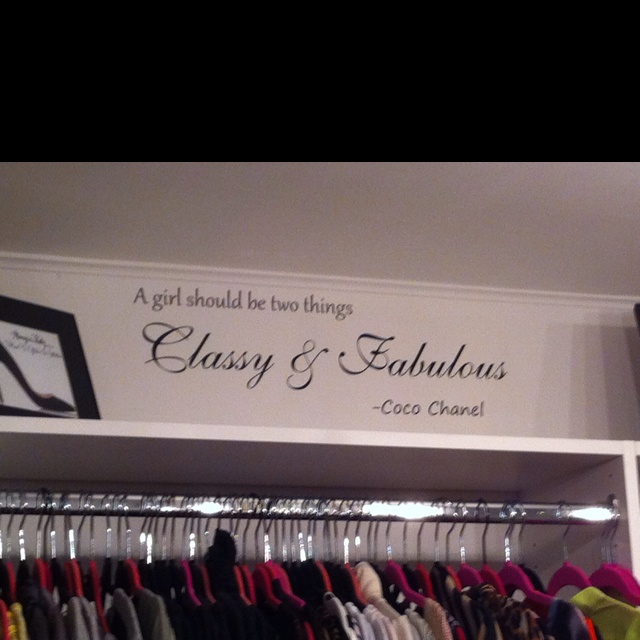 A girl should be two things
Classy & Fabulous
-Coco Chanel